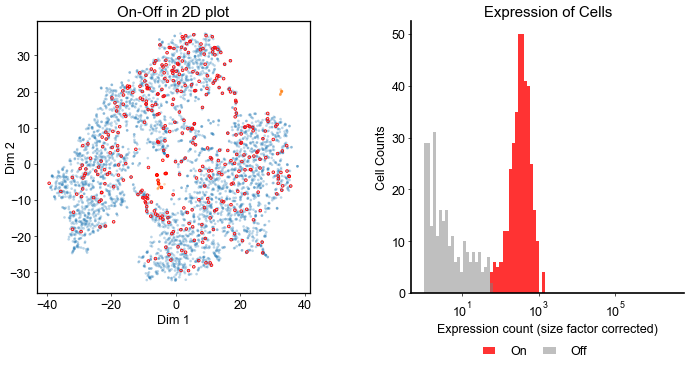 On-Off in 2D plot
Dim 2
40
30
20
10
0
−10
−20
−30
−40
−20
0
20
40
Dim 1
Expression of Cells
Cell Counts
50
40
30
20
10
0
10^1
10^3
10^5
Expression count (size factor corrected)
On
Off